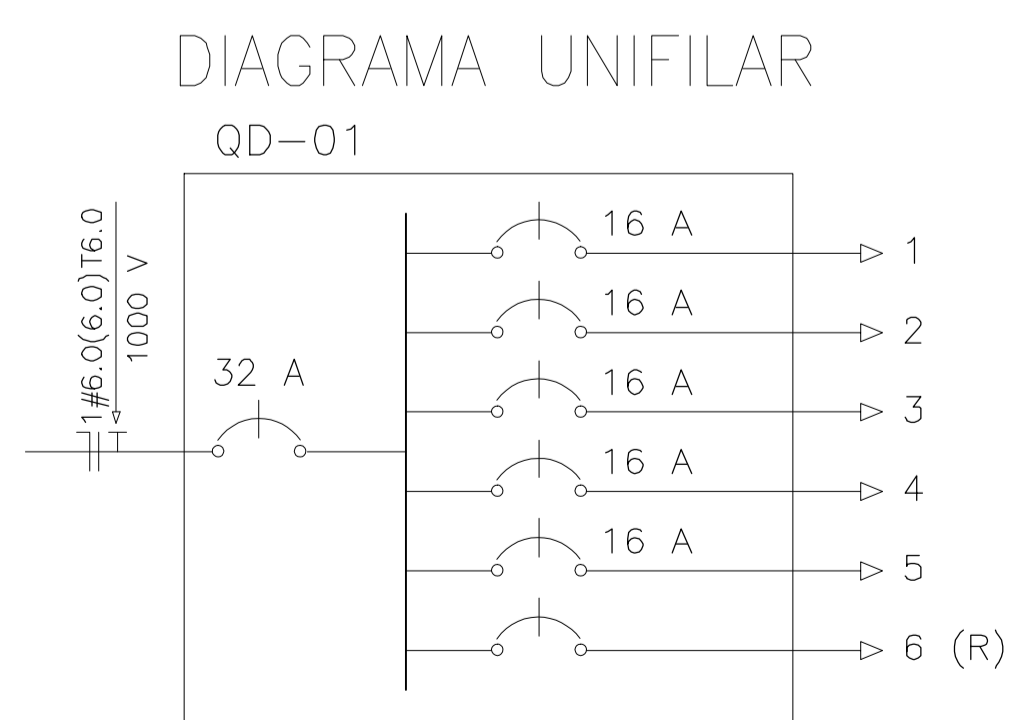 DIAGRAMA UNIFILAR
QD-01
1#6.0(6.0)T6.0
1000 V
32 A
16 A
1
16 A
2
16 A
3
16 A
4
16 A
5
6 (R)